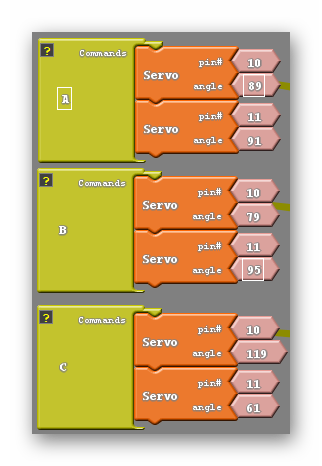 ?
Commands
pin# 10
Servo
angle 89
A
pin# 11
Servo
angle 91
?
Commands
pin# 10
Servo
angle 79
B
pin# 11
Servo
angle 95
?
Commands
pin# 10
Servo
angle 119
C
pin# 11
Servo
angle 61